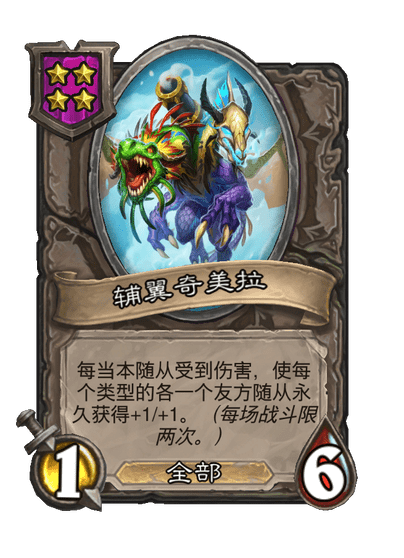 辅翼奇美拉
每当本随从受到伤害，使每
个类型的各一个友方随从永
久获得+1/+1。（每场战斗限
两次。）
全部
1
6